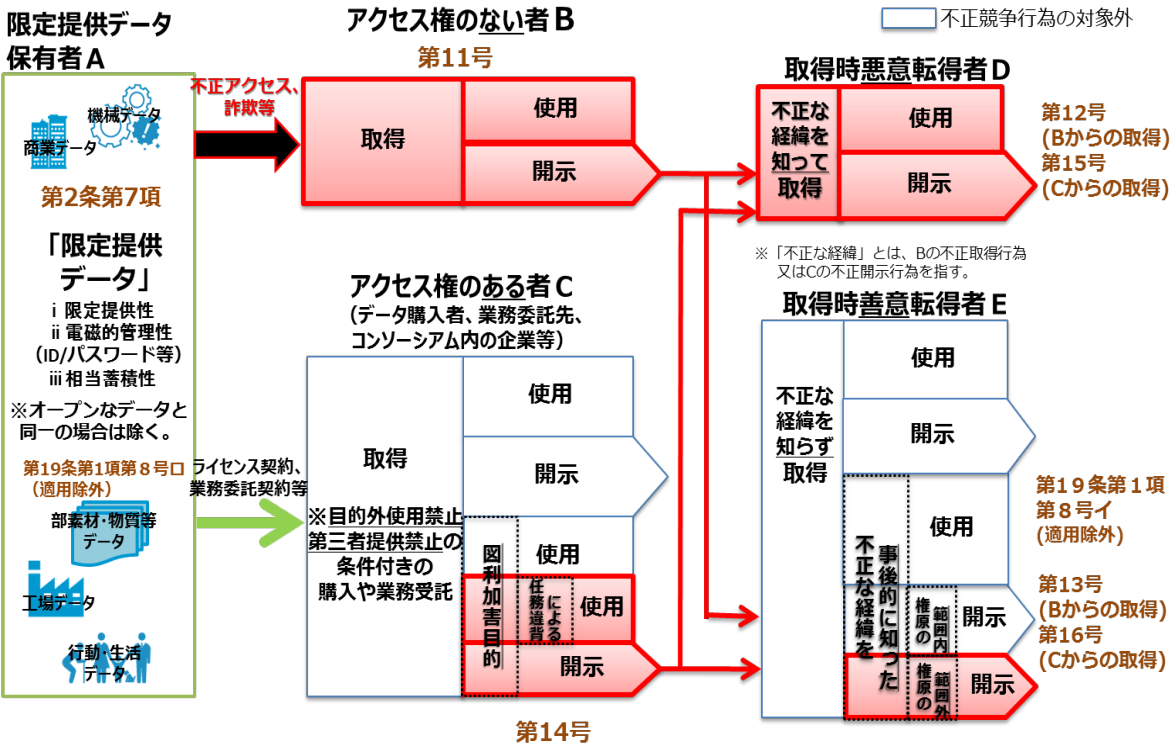 不正競争行為の対象外
限定提供データ
保有者A
機械データ
商業データ
第2条第7項
「限定提供
データ」
ⅰ 限定提供性
ⅱ 電磁的管理性
（ID/パスワード等）
ⅲ 相当蓄積性
※オープンなデータと
同一の場合は除く。
第19条第1項第８号ロ
（適用除外）
部素材・物質等
データ
工場データ
行動・生活
データ
不正アクセス、
詐欺等
ライセンス契約、
業務委託契約等
アクセス権のない者B
第11号
取得
使用
開示
アクセス権のある者C
(データ購入者、業務委託先、
コンソーシアム内の企業等）
取得
※目的外使用禁止
第三者提供禁止の
条件付きの
購入や業務受託
使用
開示
図利加害目的
使用
による
任務違背
使用
開示
第14号
取得時悪意転得者D
不正な
経緯を
知って
取得
使用
開示
第12号
(Bからの取得)
第15号
(Cからの取得)
※「不正な経緯」とは、Bの不正取得行為
又はCの不正開示行為を指す。
取得時善意転得者E
不正な
経緯を
知らず
取得
使用
開示
事後的に知った
不正な経緯を
使用
範囲内
権原の
開示
範囲外
権原の
開示
第１９条第１項
第８号イ
(適用除外)
第13号
(Bからの取得)
第16号
(Cからの取得)